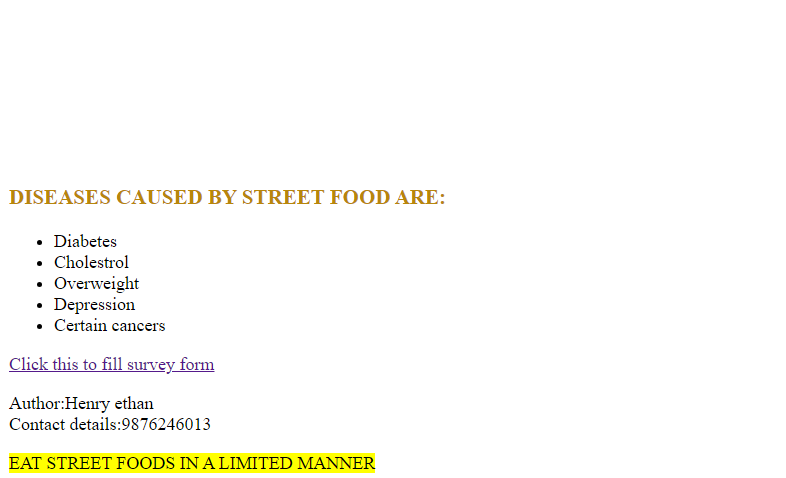 DISEASES CAUSED BY STREET FOOD ARE:
• Diabetes
• Cholestrol
• Overweight
• Depression
• Certain cancers
Click this to fill survey form
Author:Henry ethan
Contact details:9876246013
EAT STREET FOODS IN A LIMITED MANNER